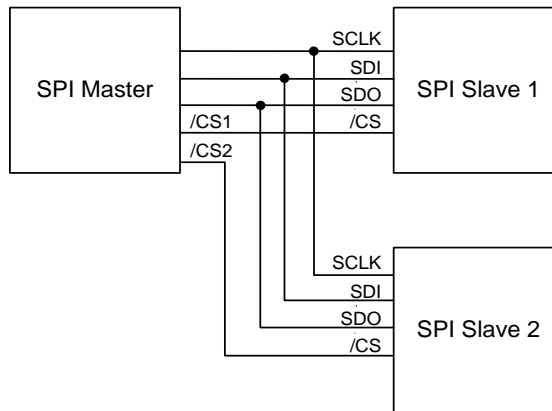 SPI Master
/CS1
/CS2
SCLK
SDI
SDO
/CS
SPI Slave 1
SCLK
SDI
SDO
/CS
SPI Slave 2